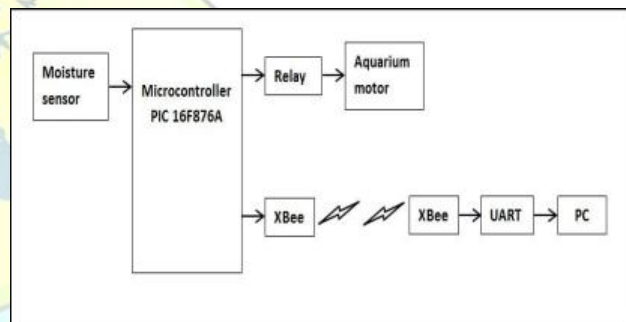 Moisture
sensor
Microcontroller
PIC 16F876A
Relay
Aquarium
motor
XBee
XBee
UART
PC